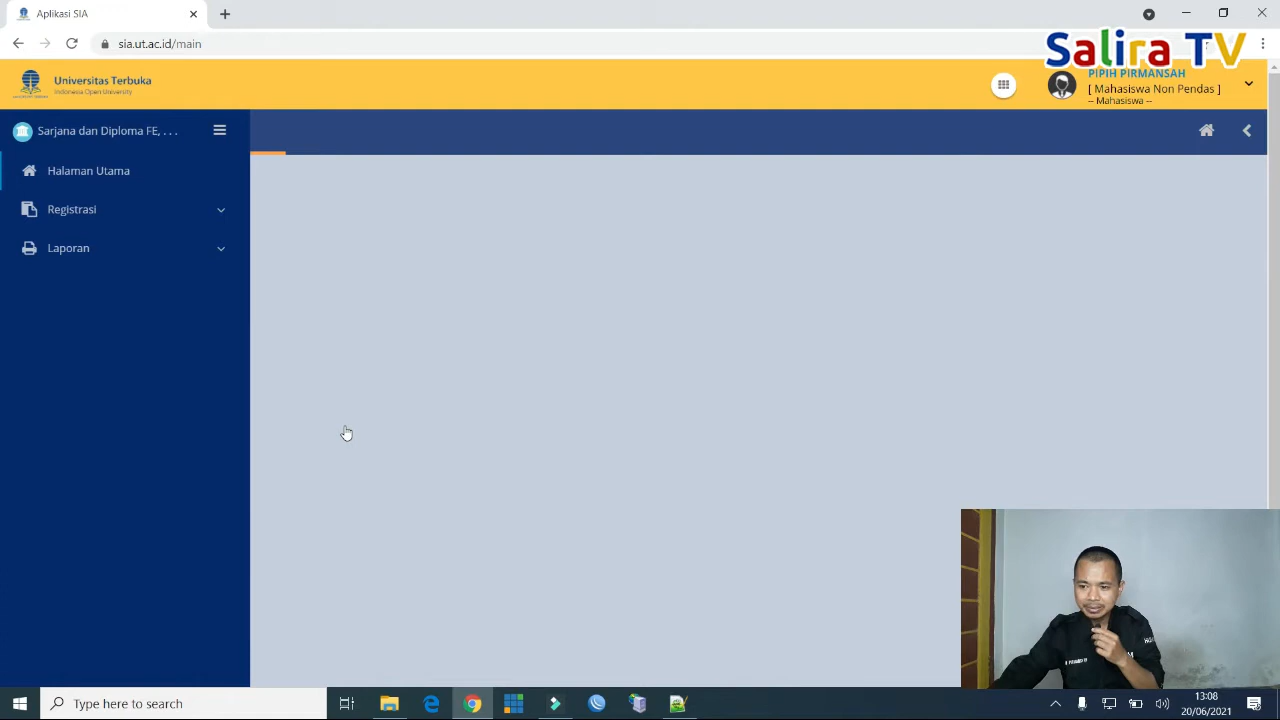 Aplikasi SIA
sia.ut.ac.id/main
Salira TV
Universitas Terbuka
Indonesia Open University
PIPIH PIRMANSAH
[ Mahasiswa Non Pendas ]
-- Mahasiswa --
Sarjana dan Diploma FE, . . .
Halaman Utama
Registrasi
Laporan
Type here to search
13:08
20/06/2021